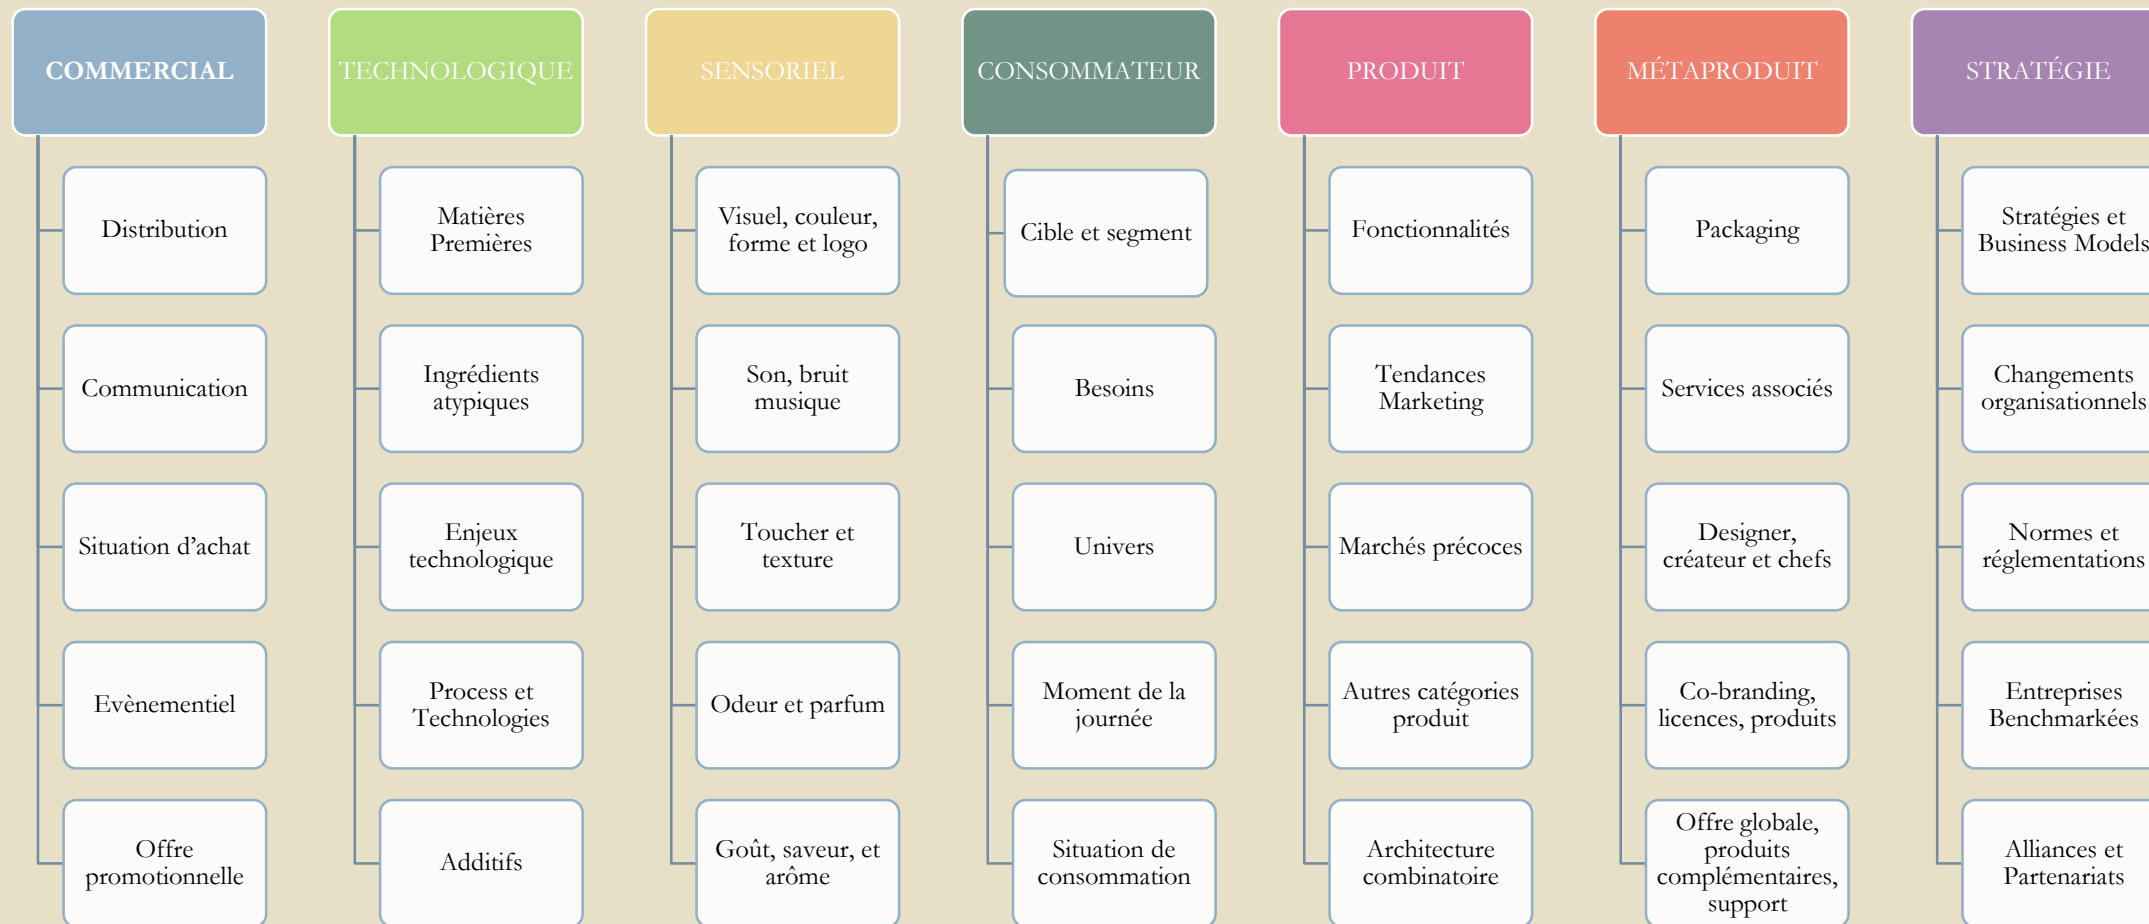 COMMERCIAL
Distribution
Communication
Situation d’achat
Evènementiel
Offre
promotionnelle
TECHNOLOGIQUE
Matières
Premières
Ingrédients
atypiques
Enjeux
technologique
Process et
Technologies
Additifs
SENSORIEL
Visuel, couleur,
forme et logo
Son, bruit
musique
Toucher et
texture
Odeur et parfum
Goût, saveur, et
arôme
CONSOMMATEUR
Cible et segment
Besoins
Univers
Moment de la
journée
Situation de
consommation
PRODUIT
Fonctionnalités
Tendances
Marketing
Marchés précoces
Autres catégories
produit
Architecture
combinatoire
MÉTAPRODUIT
Packaging
Services associés
Designer,
créateur et chefs
Co-branding,
licences, produits
Offre globale,
produits
complémentaires,
support
STRATÉGIE
Stratégies et
Business Models
Changements
organisationnels
Normes et
réglementations
Entreprises
Benchmarkées
Alliances et
Partenariats